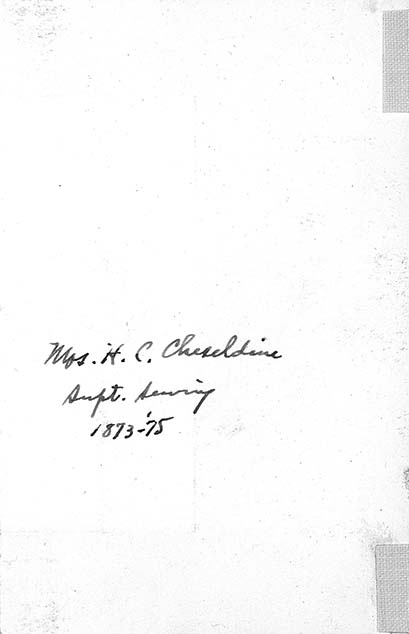 Mrs. H. C. Cheseldine
Supt. Sewing
1873-'75